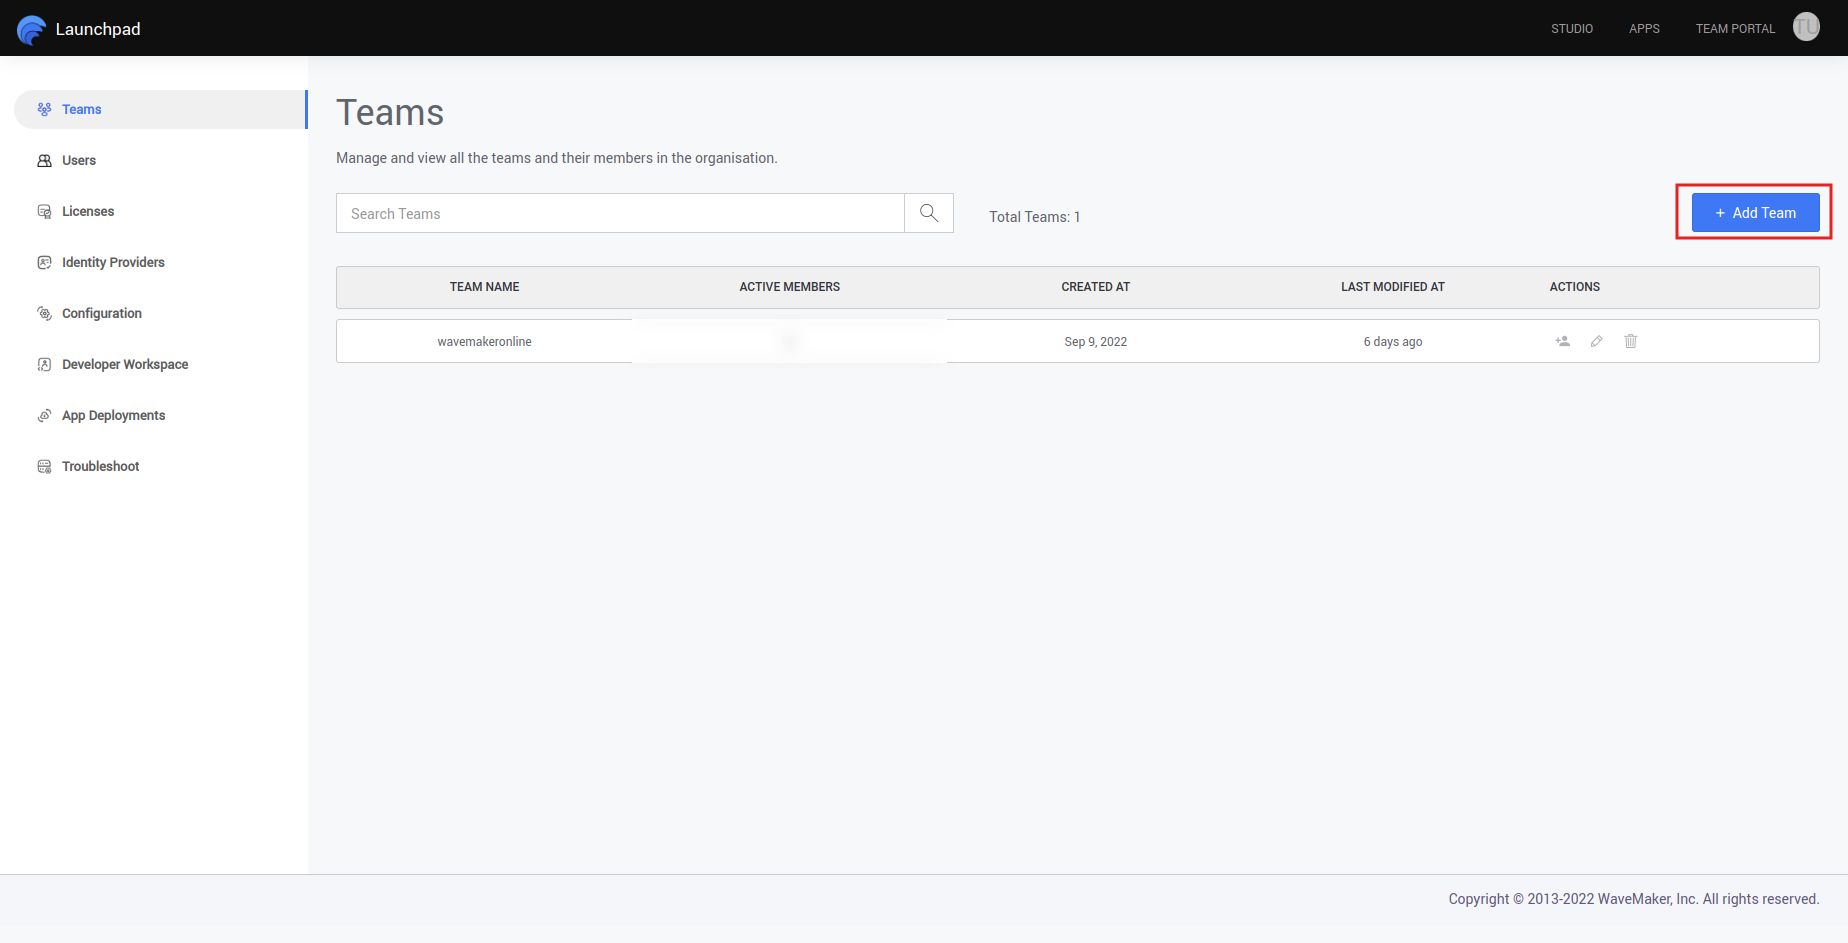 Launchpad
STUDIO
APPS
TEAM PORTAL
TU
Teams
Users
Licenses
Identity Providers
Configuration
Developer Workspace
App Deployments
Troubleshoot
Teams
Manage and view all the teams and their members in the organisation.
Search Teams
Total Teams: 1
+ Add Team
TEAM NAME ACTIVE MEMBERS CREATED AT LAST MODIFIED AT ACTIONS
wavemakeronline Sep 9, 2022 6 days ago
Copyright © 2013-2022 WaveMaker, Inc. All rights reserved.